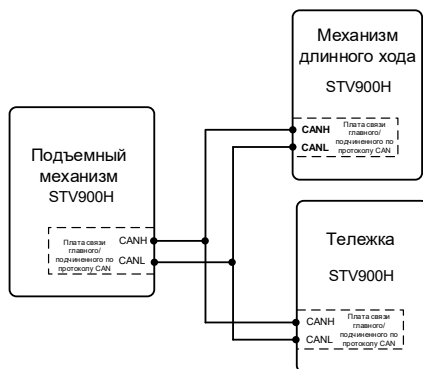 Механизм
длинного хода
STV900H
CANH
CANL
Плата связи
главного/
подчиненного по
протоколу CAN
Подъемный
механизм
STV900H
Плата связи
главного/
подчиненного по
протоколу CAN
CANH
CANL
Тележка
STV900H
CANH
CANL
Плата связи
главного/
подчиненного по
протоколу CAN